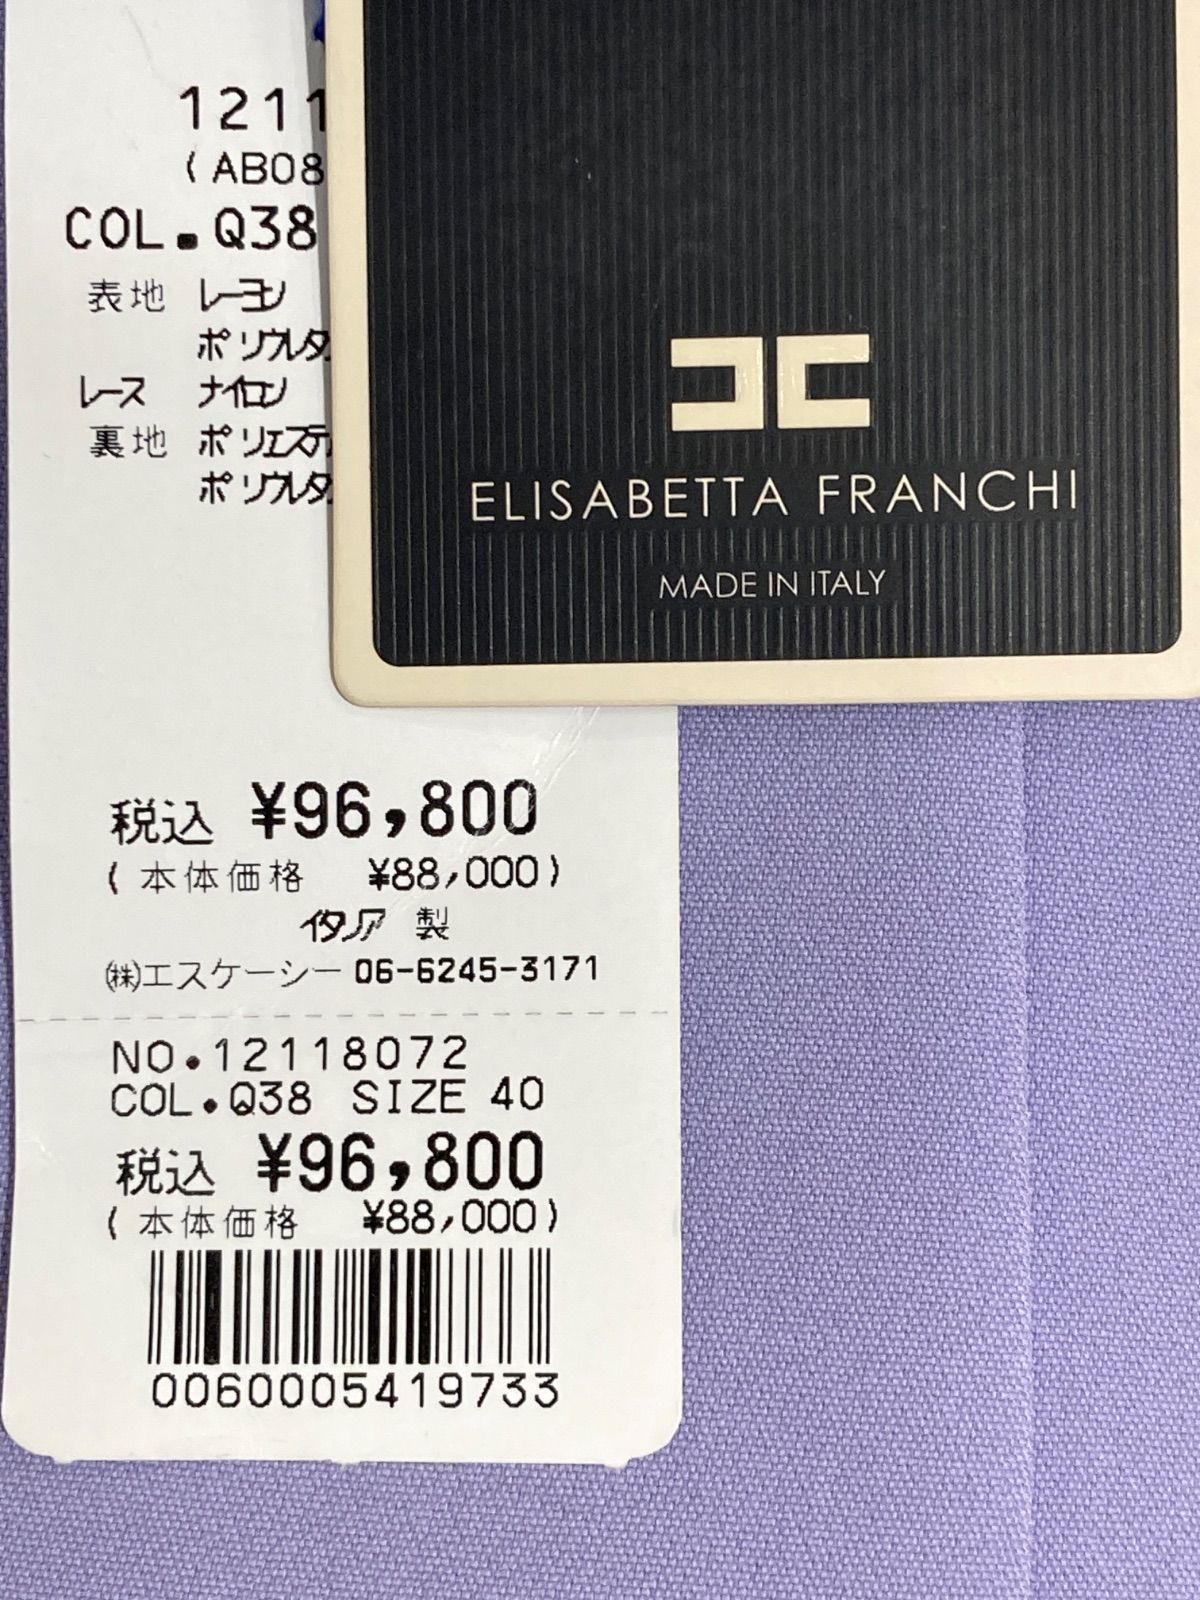 1211
(AB08
COL.Q38
表地 レーヨン
ポリウレタ
レース ナイロン
裏地 ポリエステ
ポリウレタ
税込 ¥96,800
(本体価格 ¥88,000)
イタリア 製
㈱エスケーシー 06-6245-3171
NO.12118072
COL.Q38 SIZE 40
税込 ¥96,800
(本体価格 ¥88,000)
0060005419733
ELISABETTA FRANCHI
MADE IN ITALY